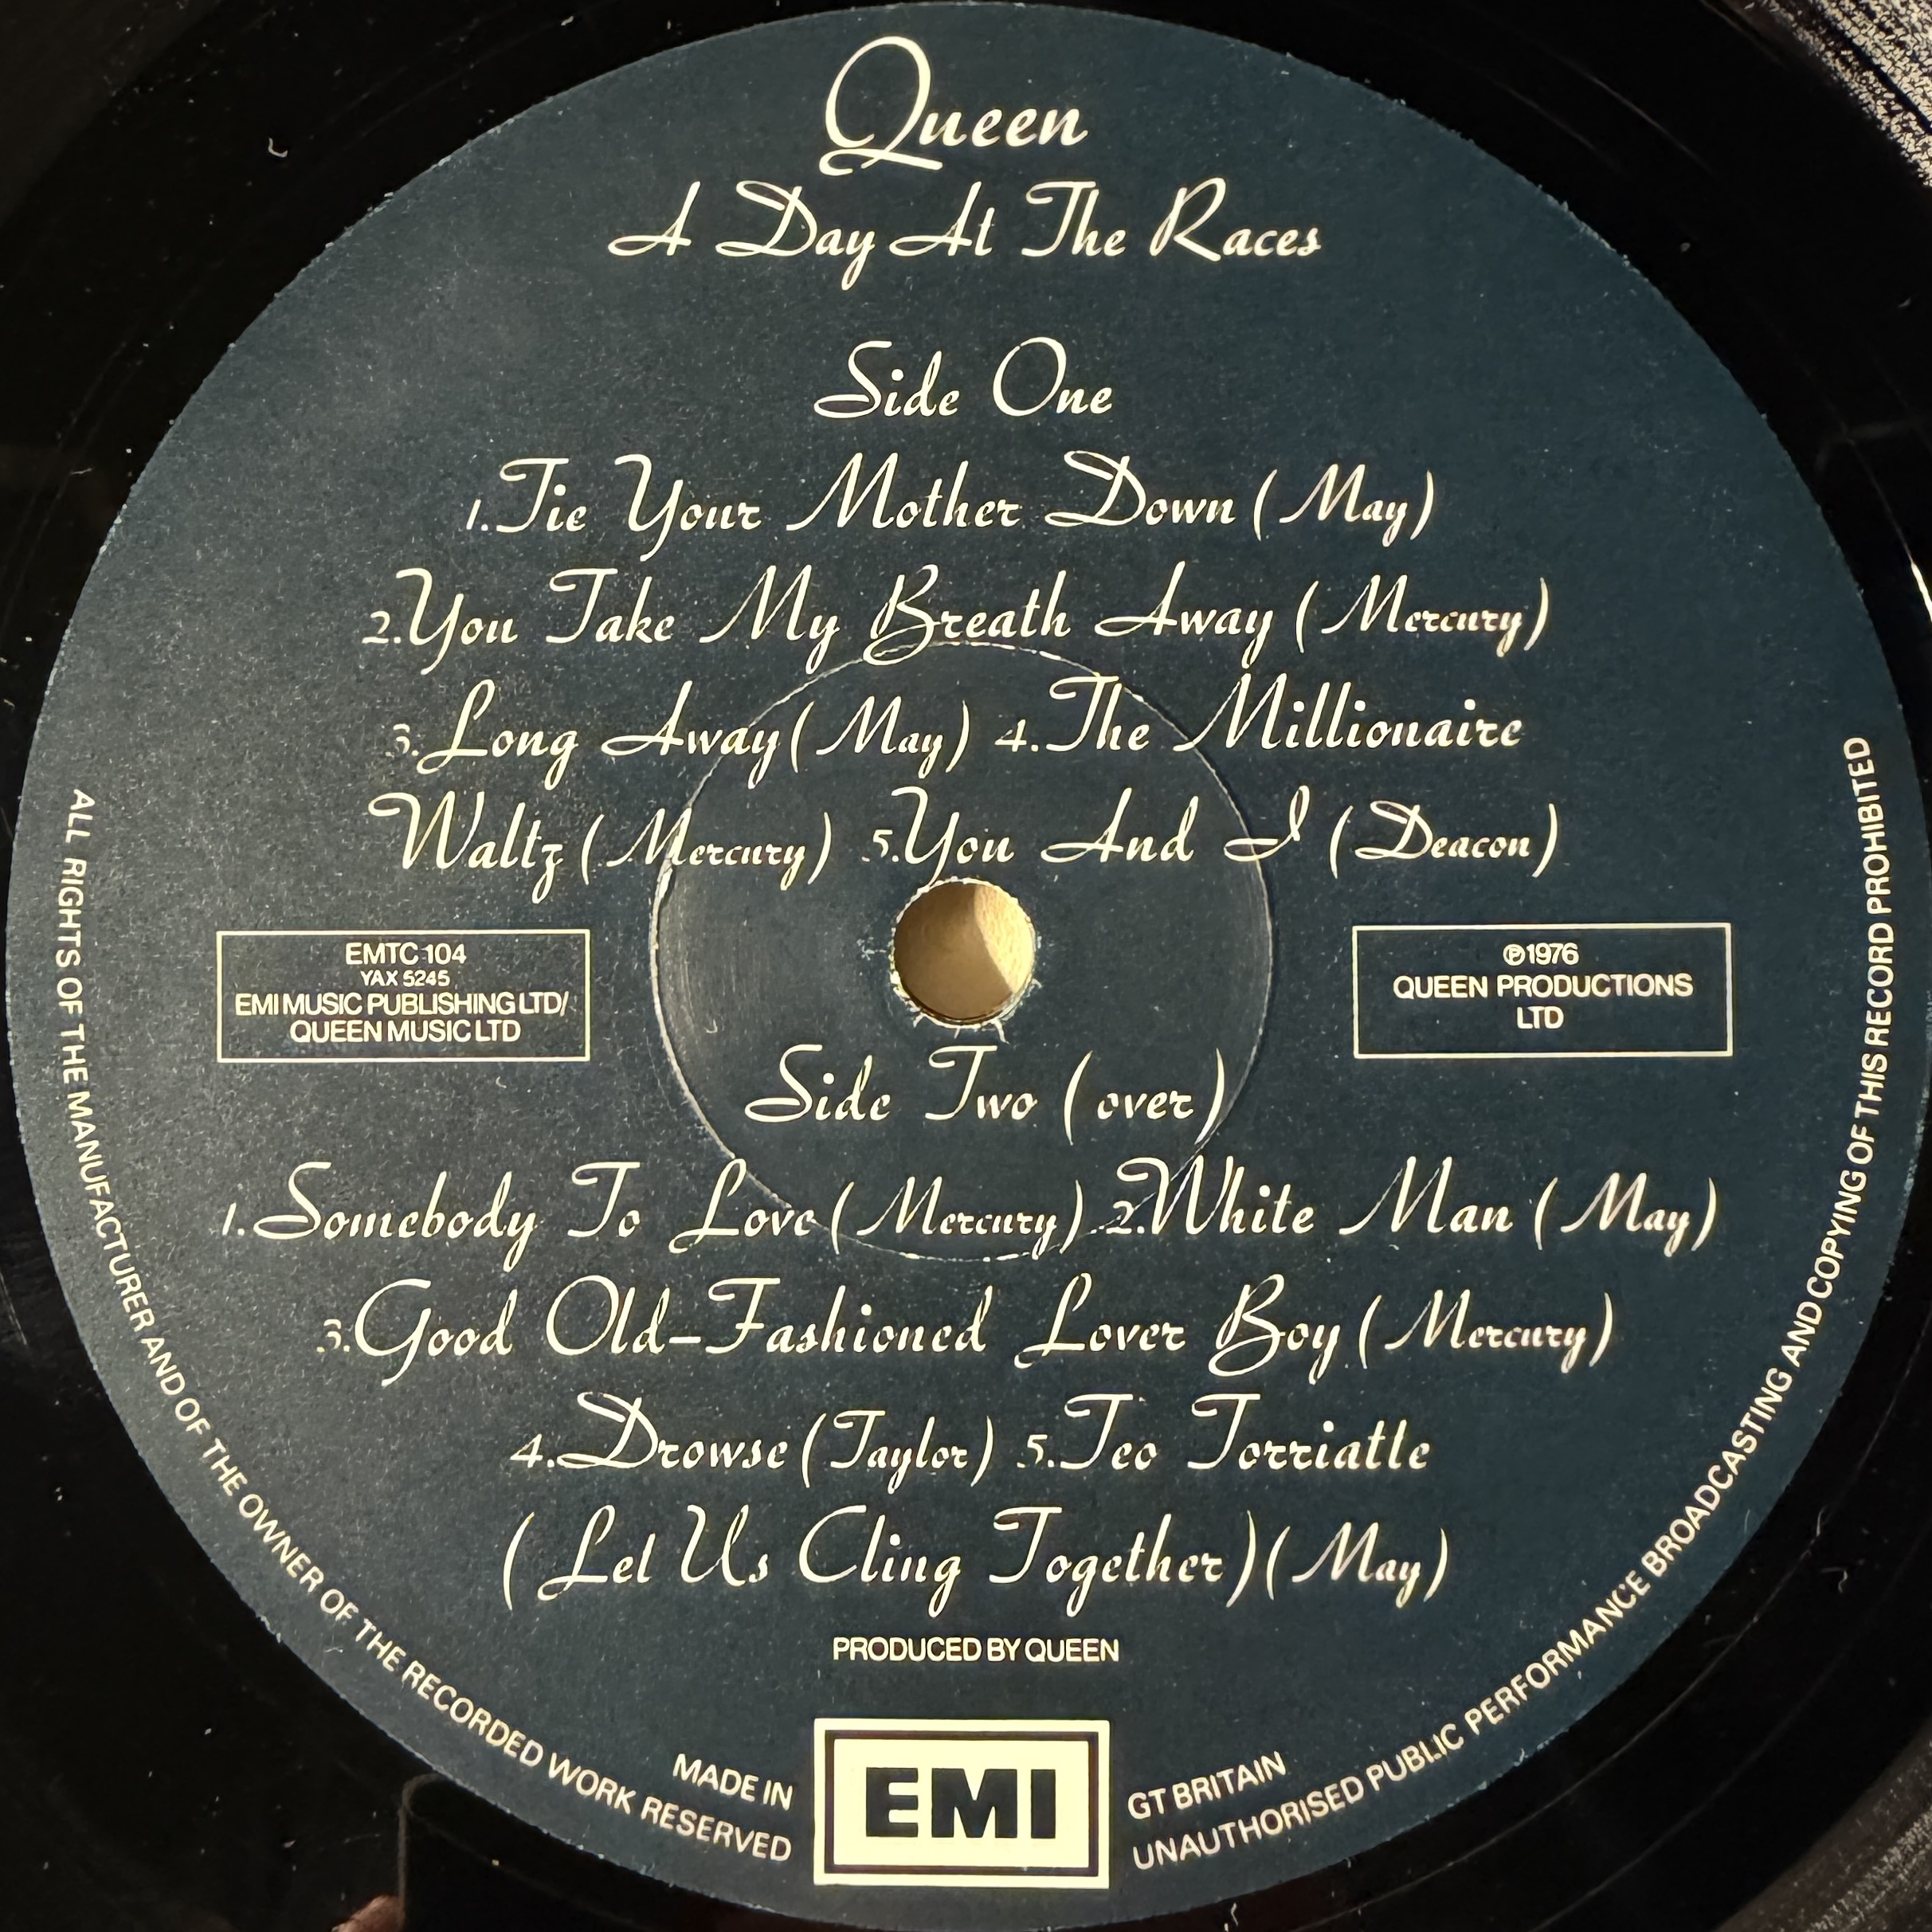 Queen
A Day At The Races
Side One
1. Tie Your Mother Down (May)
2. You Take My Breath Away (Mercury)
3. Long Away (May) 4. The Millionaire
Waltz (Mercury) 5. You And I (Deacon)
EMTC 104
YAX 5245
EMI MUSIC PUBLISHING LTD/
QUEEN MUSIC LTD
℗1976
QUEEN PRODUCTIONS
LTD
Side Two (over)
1. Somebody To Love (Mercury) 2. White Man (May)
3. Good Old-Fashioned Lover Boy (Mercury)
4. Drowse (Taylor) 5. Teo Torriatte
(Let Us Cling Together) (May)
PRODUCED BY QUEEN
MADE IN
EMI
GT BRITAIN
ALL RIGHTS OF THE MANUFACTURER AND OF THE OWNER OF THE RECORDED WORK RESERVED
UNAUTHORISED PUBLIC PERFORMANCE BROADCASTING AND COPYING OF THIS RECORD PROHIBITED